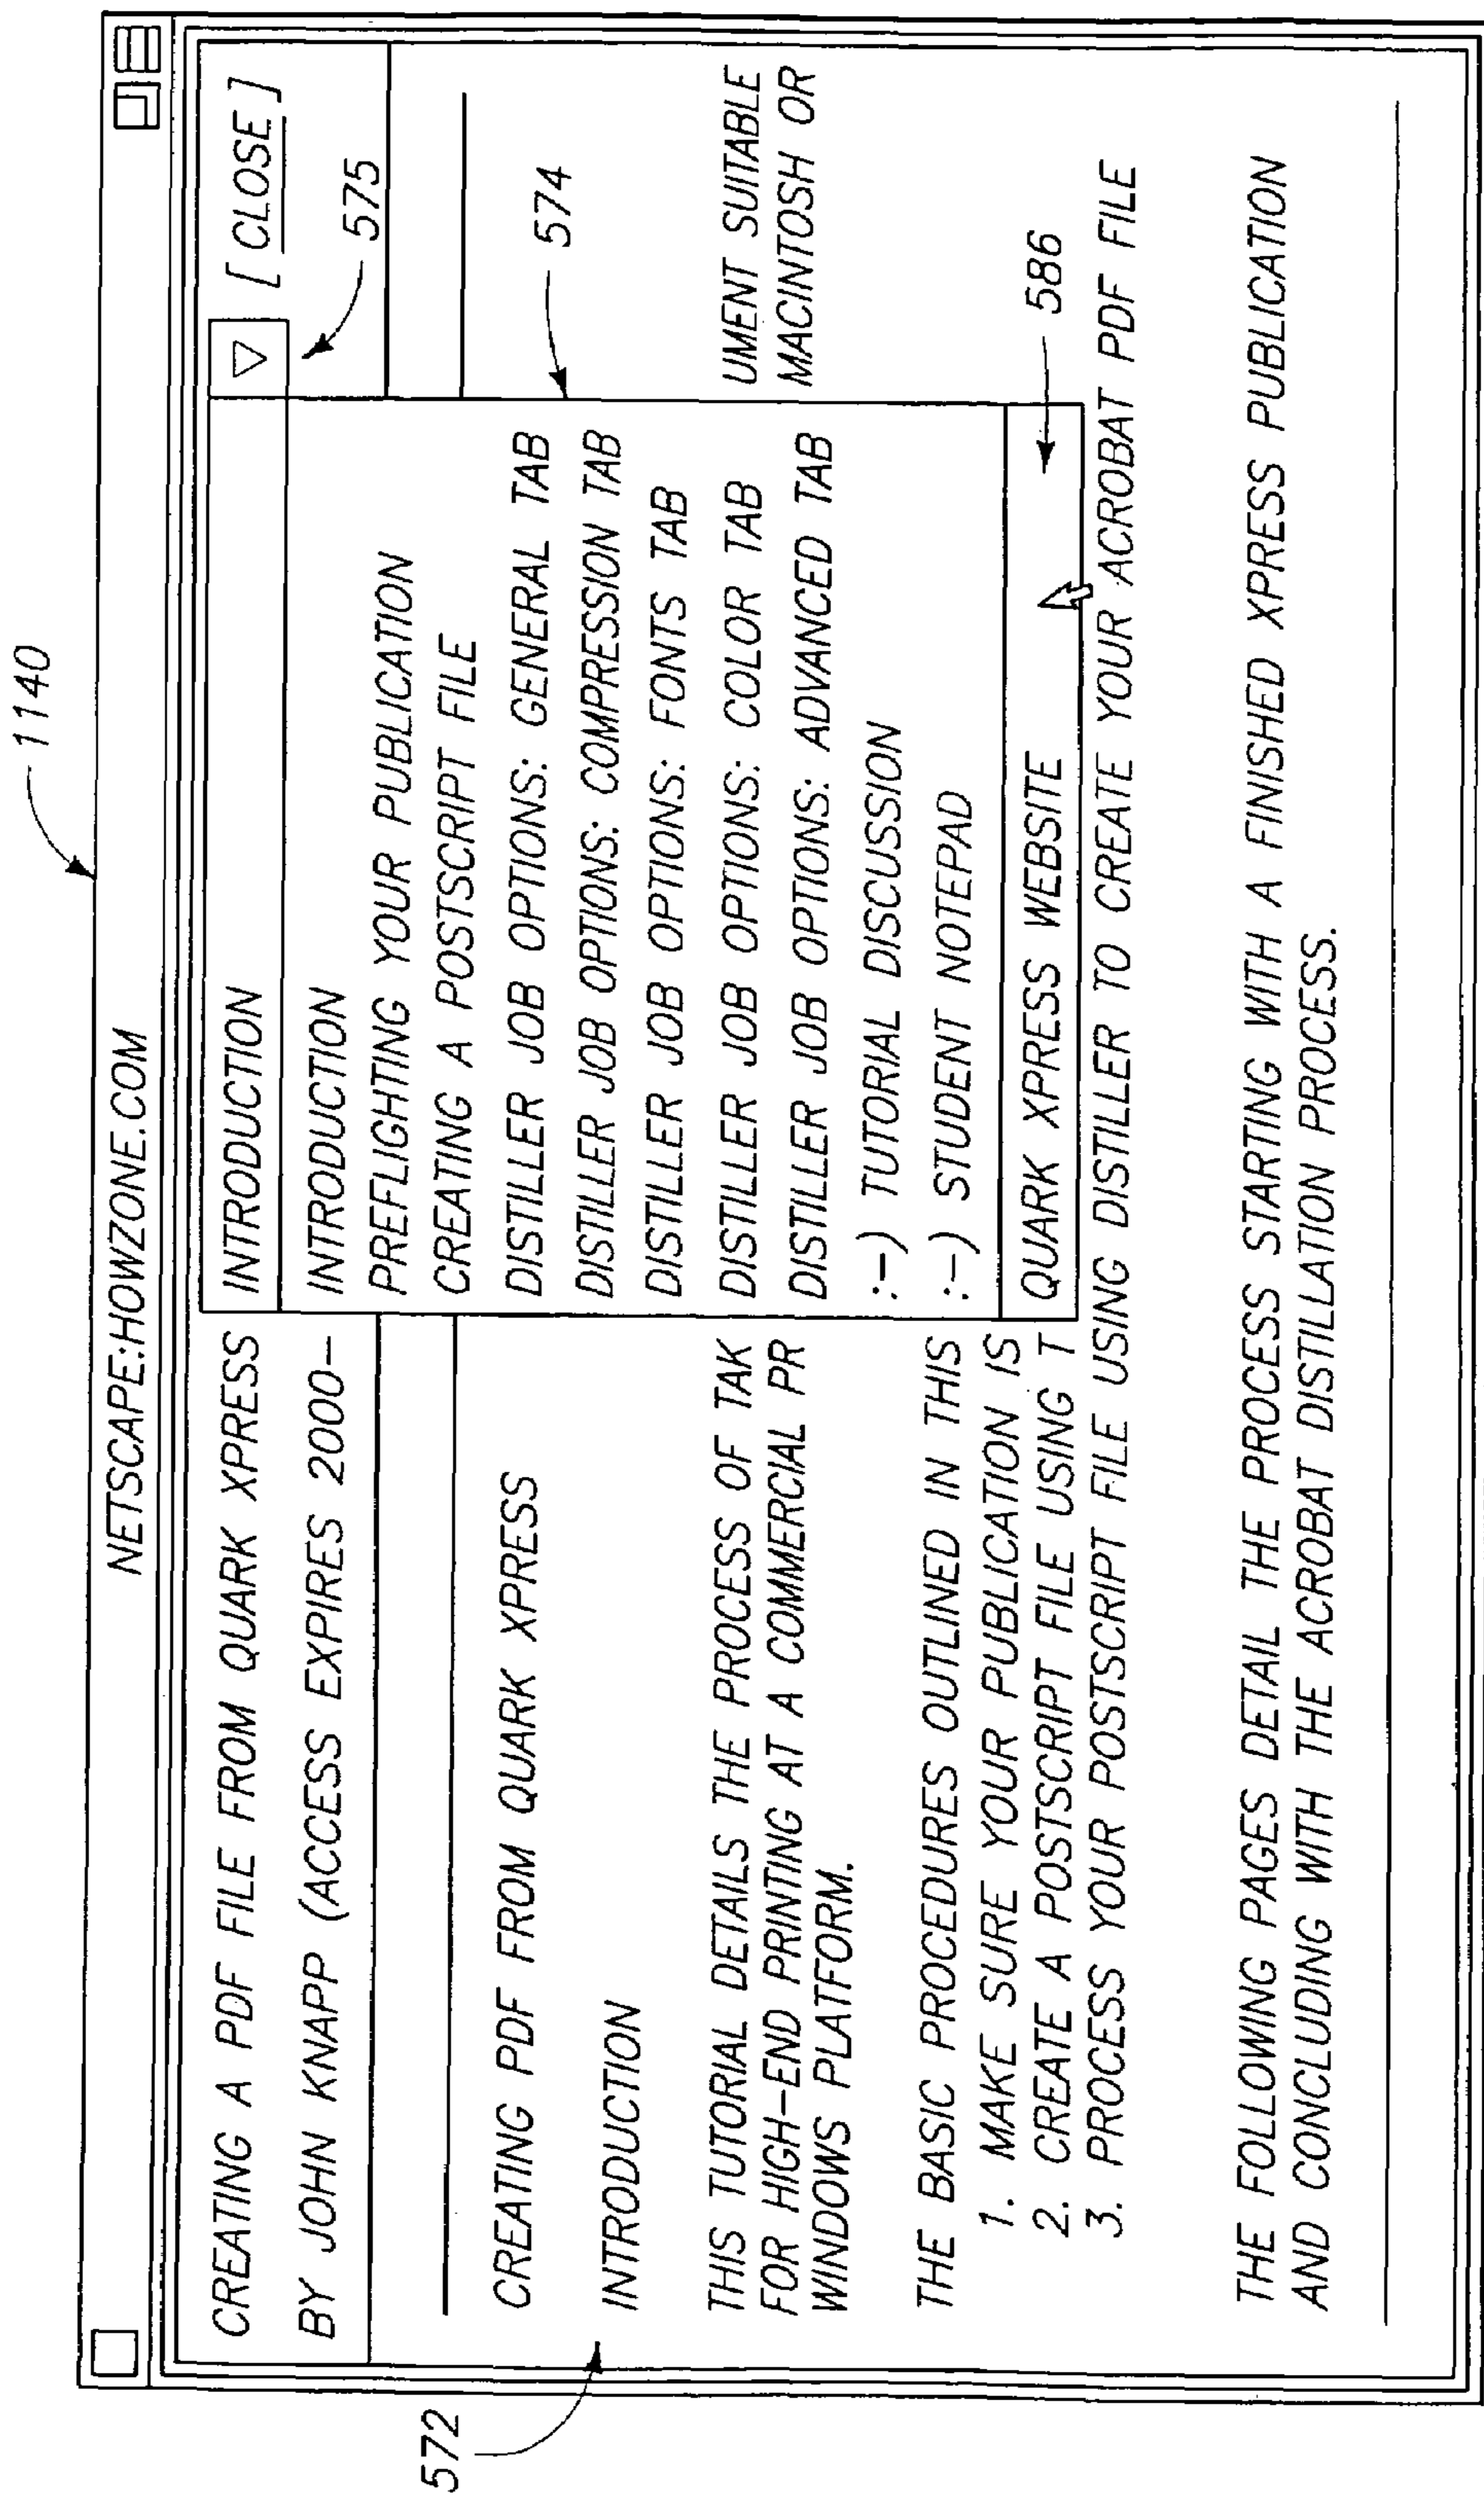 1140
NETSCAPE:HOWZONE.COM
CREATING A PDF FILE FROM QUARK XPRESS
INTRODUCTION
[ CLOSE ]
BY JOHN KNAPP (ACCESS EXPIRES 2000–
575
INTRODUCTION
PREFLIGHTING YOUR PUBLICATION
CREATING A POSTSCRIPT FILE
DISTILLER JOB OPTIONS: GENERAL TAB
DISTILLER JOB OPTIONS: COMPRESSION TAB
DISTILLER JOB OPTIONS: FONTS TAB
DISTILLER JOB OPTIONS: COLOR TAB
DISTILLER JOB OPTIONS: ADVANCED TAB
:–) TUTORIAL DISCUSSION
:–) STUDENT NOTEPAD
QUARK XPRESS WEBSITE
574
586
572
CREATING PDF FROM QUARK XPRESS
INTRODUCTION
THIS TUTORIAL DETAILS THE PROCESS OF TAK UMENT SUITABLE
FOR HIGH–END PRINTING AT A COMMERCIAL PR MACINTOSH OR
WINDOWS PLATFORM.
THE BASIC PROCEDURES OUTLINED IN THIS
1. MAKE SURE YOUR PUBLICATION IS
2. CREATE A POSTSCRIPT FILE USING T
3. PROCESS YOUR POSTSCRIPT FILE USING DISTILLER TO CREATE YOUR ACROBAT PDF FILE
THE FOLLOWING PAGES DETAIL THE PROCESS STARTING WITH A FINISHED XPRESS PUBLICATION
AND CONCLUDING WITH THE ACROBAT DISTILLATION PROCESS.